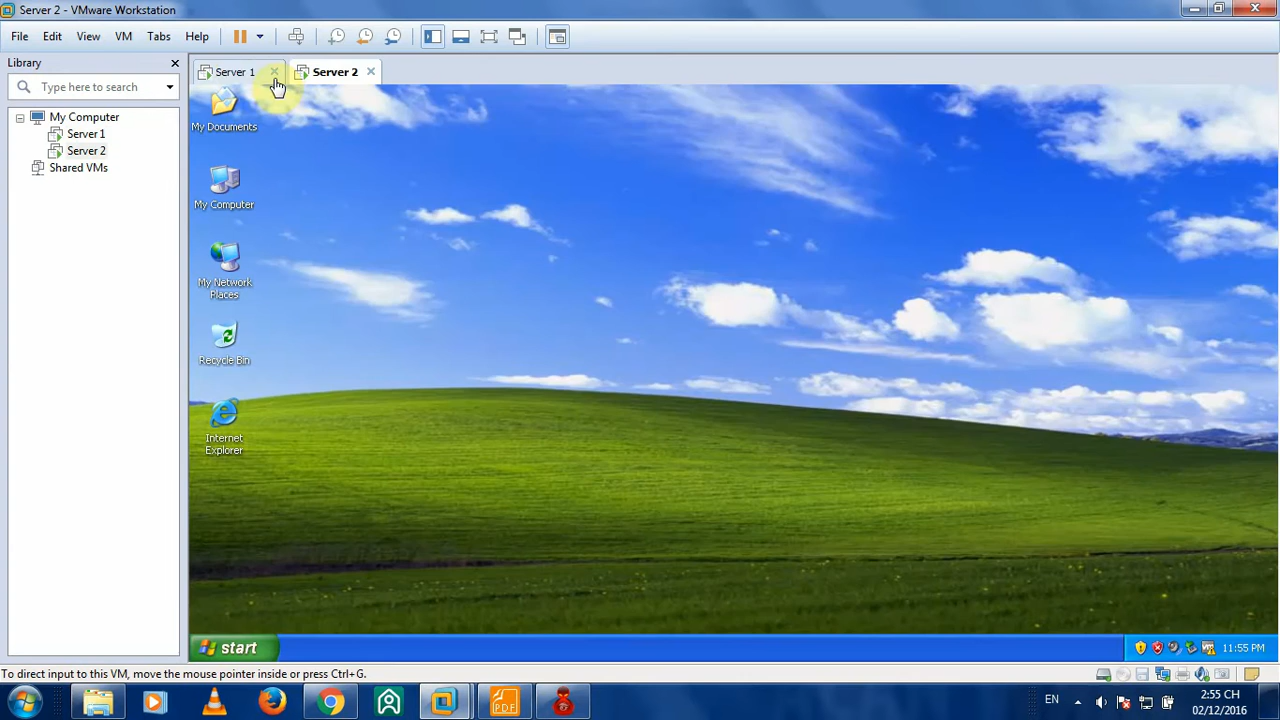 Server 2 - VMware Workstation
File Edit View VM Tabs Help
Library
Type here to search
My Computer
Server 1
Server 2
Shared VMs
Server 1
Server 2
My Documents
My Computer
My Network
Places
Recycle Bin
Internet
Explorer
start
11:55 PM
To direct input to this VM, move the mouse pointer inside or press Ctrl+G.
PDF
EN
2:55 CH
02/12/2016